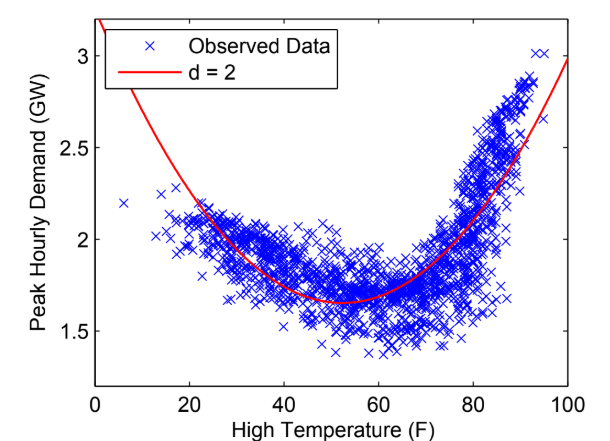 Observed Data
d = 2
3
2.5
2
1.5
Peak Hourly Demand (GW)
0
20
40
60
80
100
High Temperature (F)